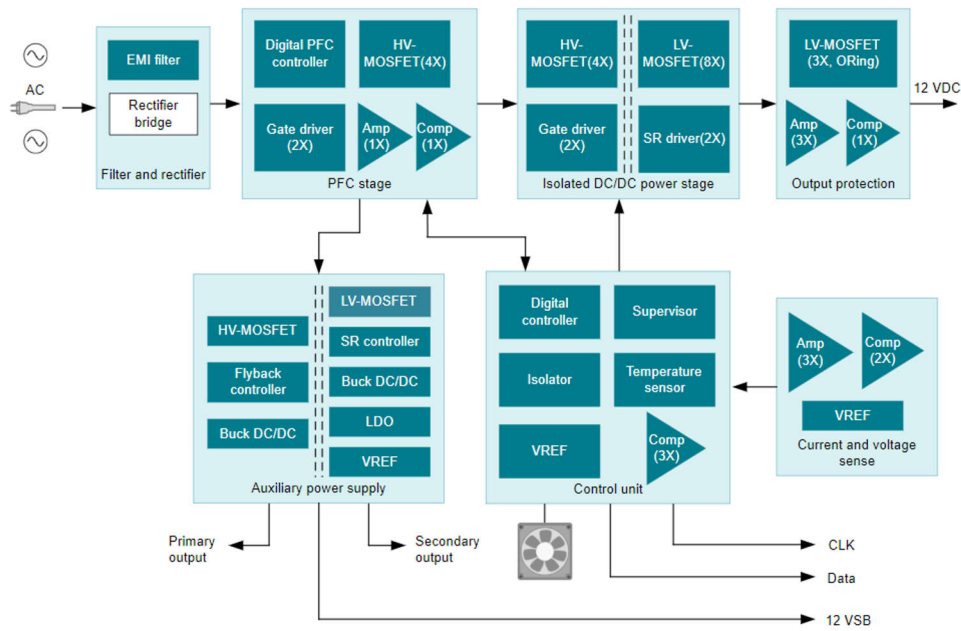 AC
EMI filter
Rectifier
bridge
Filter and rectifier
Digital PFC
controller
HV-
MOSFET(4X)
Gate driver
(2X)
Amp
(1X)
Comp
(1X)
PFC stage
HV-
MOSFET(4X)
LV-
MOSFET(8X)
Gate driver
(2X)
SR driver(2X)
Isolated DC/DC power stage
LV-MOSFET
(3X, ORing)
Amp
(3X)
Comp
(1X)
Output protection
12 VDC
HV-MOSFET
Flyback
controller
Buck DC/DC
LV-MOSFET
SR controller
Buck DC/DC
LDO
VREF
Auxiliary power supply
Digital
controller
Supervisor
Isolator
Temperature
sensor
VREF
Comp
(3X)
Control unit
Amp
(3X)
Comp
(2X)
VREF
Current and voltage
sense
Primary
output
Secondary
output
CLK
Data
12 VSB